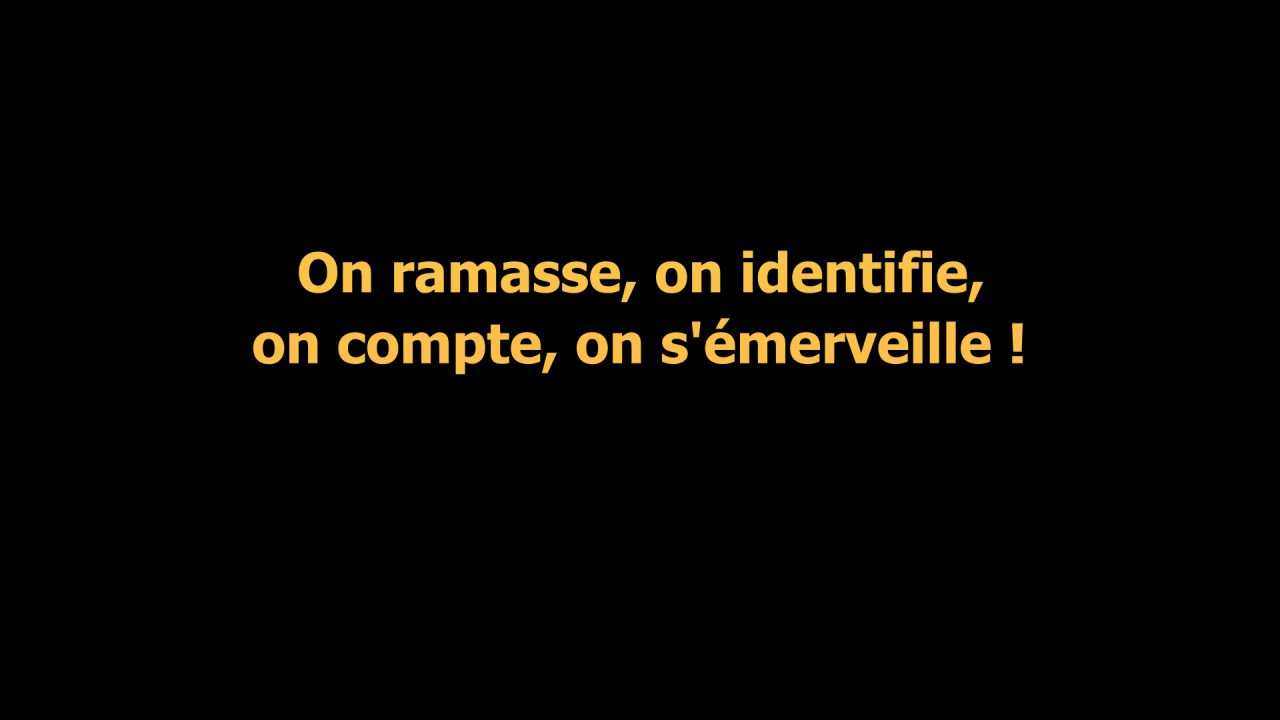 On ramasse, on identifie,
on compte, on s'émerveille !